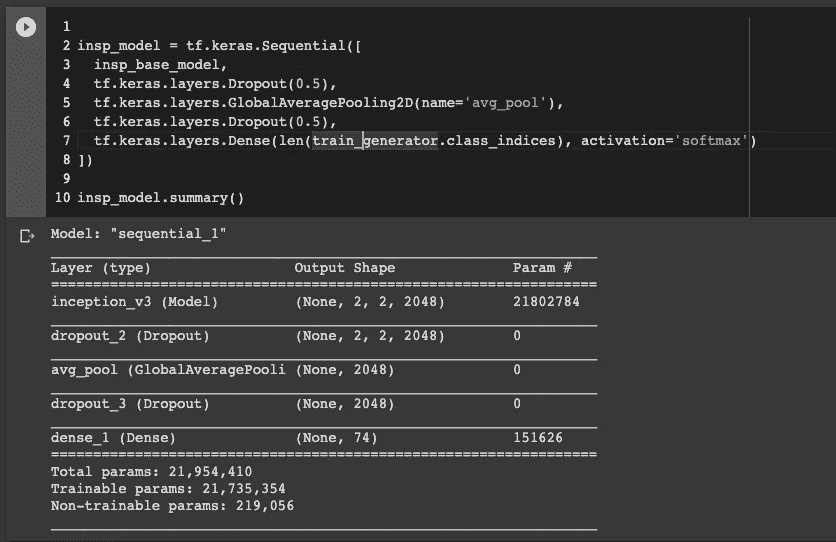 1
2 insp_model = tf.keras.Sequential([
3   insp_base_model,
4   tf.keras.layers.Dropout(0.5),
5   tf.keras.layers.GlobalAveragePooling2D(name='avg_pool'),
6   tf.keras.layers.Dropout(0.5),
7   tf.keras.layers.Dense(len(train_generator.class_indices), activation='softmax')
8 ])
9
10 insp_model.summary()
Model: "sequential_1"
Layer (type) Output Shape Param #
=================================================================
inception_v3 (Model) (None, 2, 2, 2048) 21802784
dropout_2 (Dropout) (None, 2, 2, 2048) 0
avg_pool (GlobalAveragePooli (None, 2048) 0
dropout_3 (Dropout) (None, 2048) 0
dense_1 (Dense) (None, 74) 151626
=================================================================
Total params: 21,954,410
Trainable params: 21,735,354
Non-trainable params: 219,056